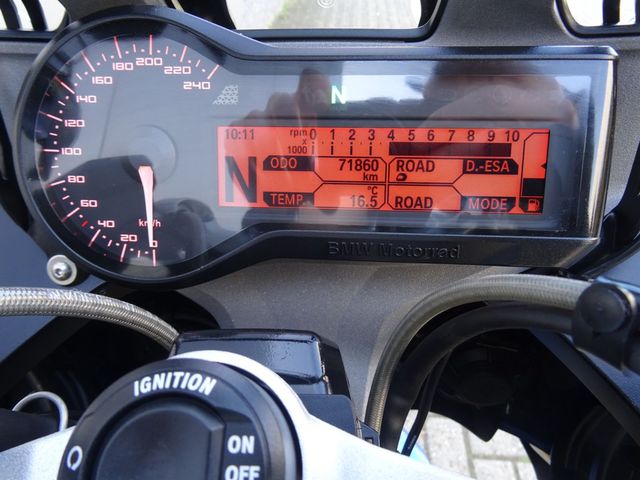 180 200 220 240
160
140
120
100
80
60
40
20
0
km/h
N
10:11 rpm x 1000 0 1 2 3 4 5 6 7 8 9 10
N ODO 71860 km ROAD D.-ESA
TEMP. °C 16.5 ROAD MODE
BMW Motorrad
IGNITION
ON
OFF